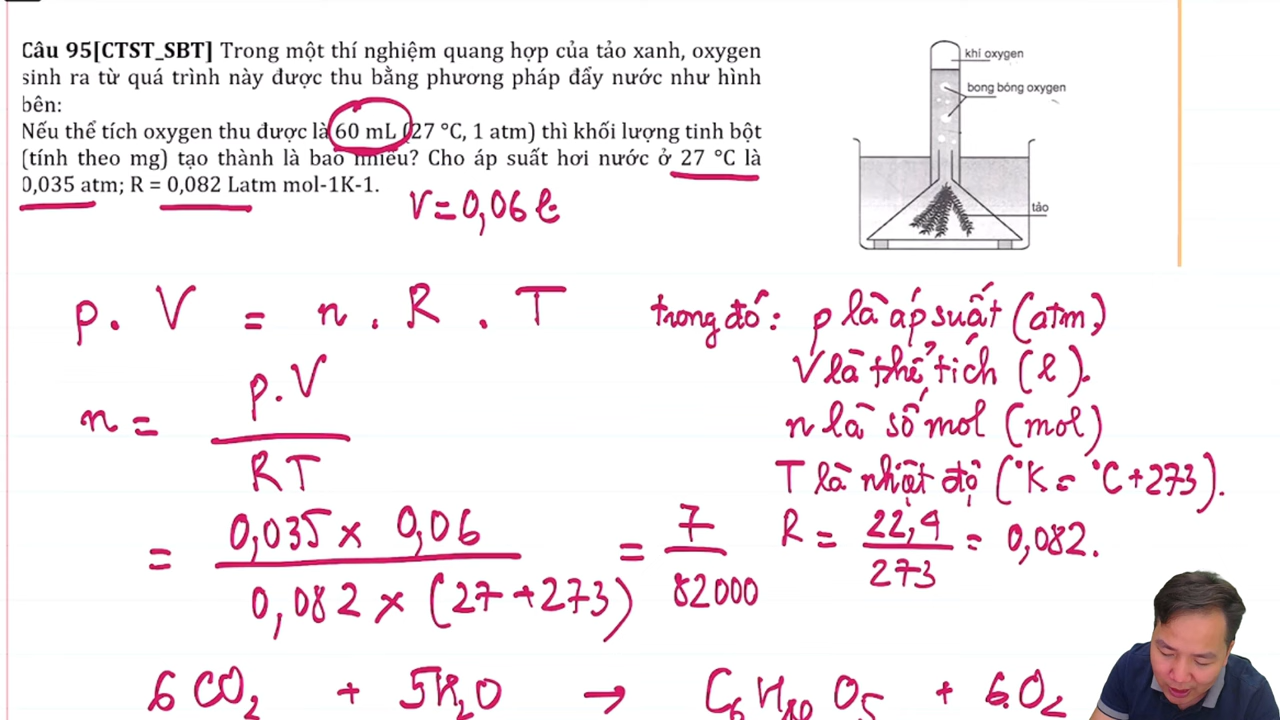 Câu 95[CTST_SBT] Trong một thí nghiệm quang hợp của tảo xanh, oxygen
sinh ra từ quá trình này được thu bằng phương pháp đẩy nước như hình
bên:
Nếu thể tích oxygen thu được là 60 mL (27 °C, 1 atm) thì khối lượng tinh bột
(tính theo mg) tạo thành là bao nhiêu? Cho áp suất hơi nước ở 27 °C là
0,035 atm; R = 0,082 Latm mol-1K-1.
khí oxygen
bong bóng oxygen
tảo
V = 0,06 l
p . V = n . R . T
trong đó: p là áp suất (atm)
V là thể tích (l).
n là số mol (mol)
T là nhiệt độ (°K = °C + 273).
R = 22,4 / 273 = 0,082.
n = p.V / RT
= 0,035 x 0,06 / 0,082 x (27 + 273) = 7 / 82000
6 CO2 + 5H2O → C6H10O5 + 6O2